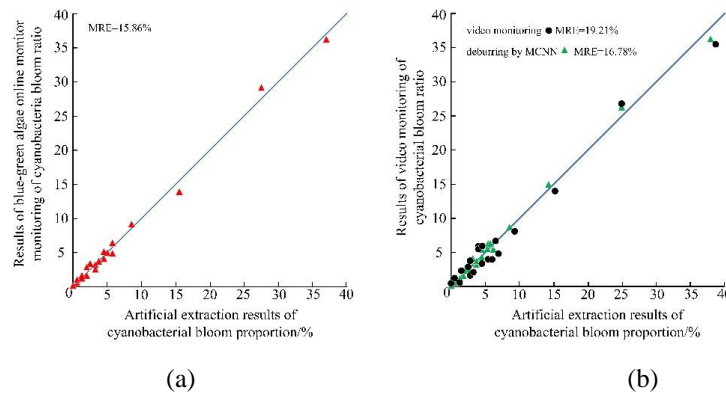 MRE=15.86%
Results of blue-green algae online monitor
monitoring of cyanobacteria bloom ratio
40
35
30
25
20
15
10
5
0
5
10
15
20
25
30
35
40
Artificial extraction results of
cyanobacterial bloom proportion/%
(a)
video monitoring MRE=19.21%
deburring by MCNN MRE=16.78%
Results of video monitoring of
cyanobacterial bloom ratio
40
35
30
25
20
15
10
5
0
5
10
15
20
25
30
35
40
Artificial extraction results of
cyanobacterial bloom proportion/%
(b)